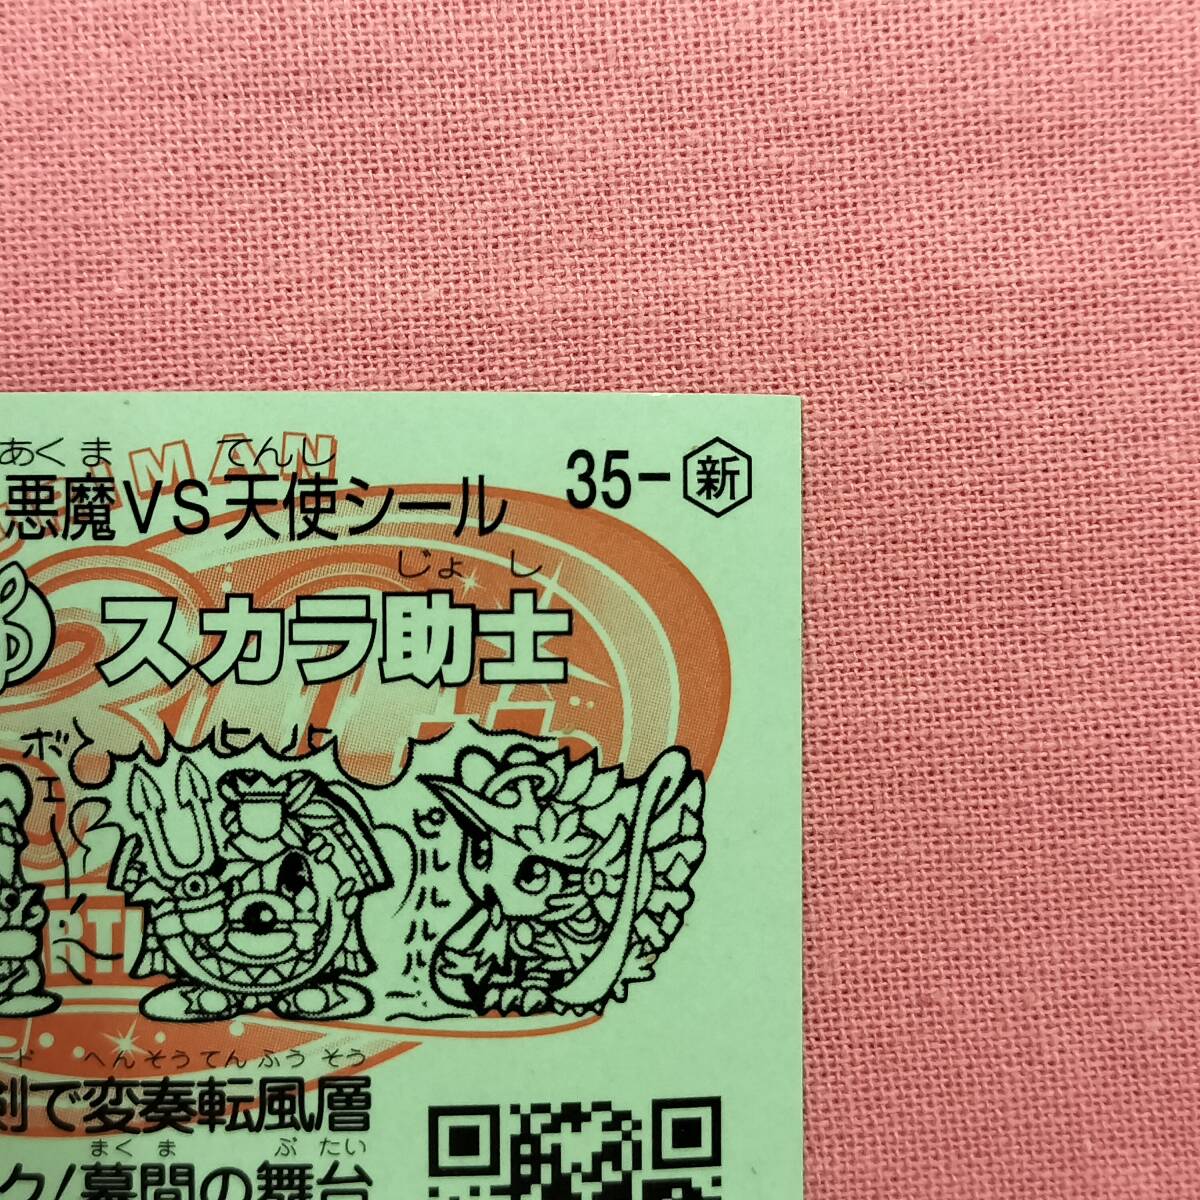 あくま てんし
悪魔VS天使シール 35-新
じょし
スカラ助士
ボエ
ピルルルル
へんそうてんふうそう
剣で変奏転風層
まくま ぶたい
ク!幕間の舞台